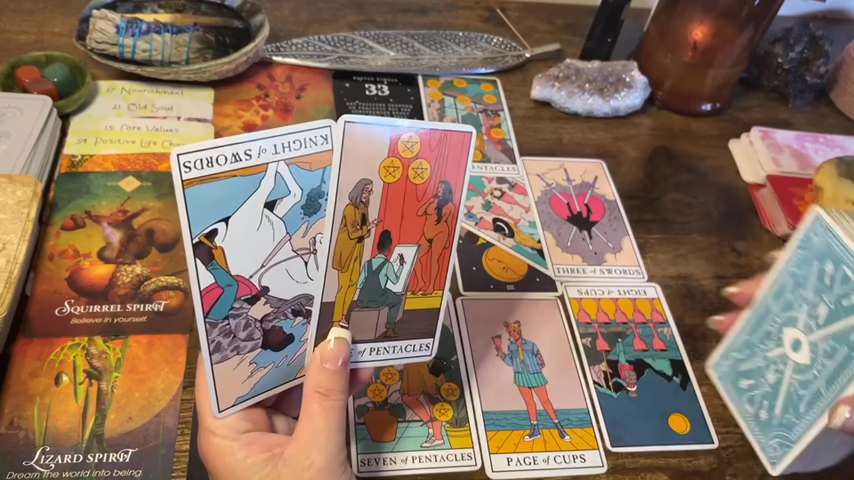 17 Nourishment
21 Old Soul
15 Core Values
39 Positive Life
33
KNIGHT of SWORDS
of PENTACLES
PENTACLES
THREE of SWORDS
EIGHT of CUPS
SQUIRREL SPIRIT
Believe in yourself.
LIZARD SPIRIT
Dream the world into being.
SEVEN of PENTACLES
PAGE of CUPS